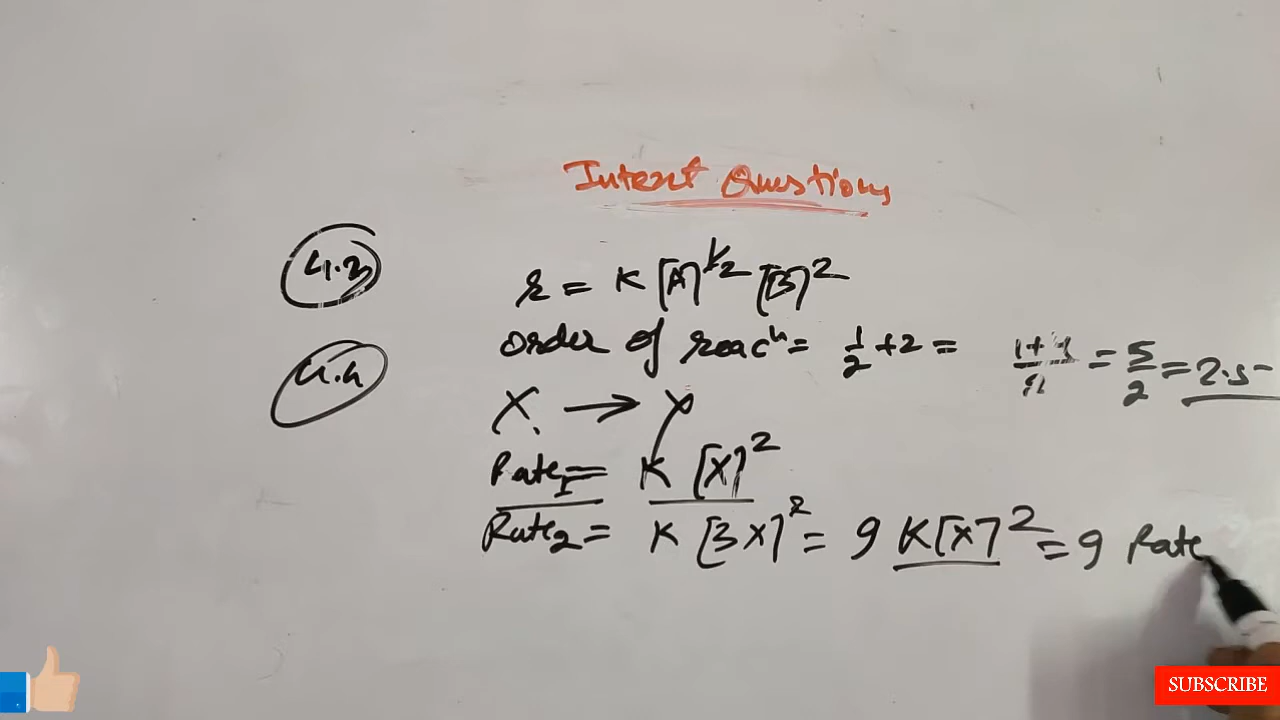 Intext Questions
4.3
r = K [A]^1/2 [B]^2
order of reacn = 1/2 + 2 = 1+4/2 = 5/2 = 2.5
4.4
X → Y
Rate1 = K [X]^2
Rate2 = K [3X]^2 = 9 K[X]^2 = 9 Rate
SUBSCRIBE